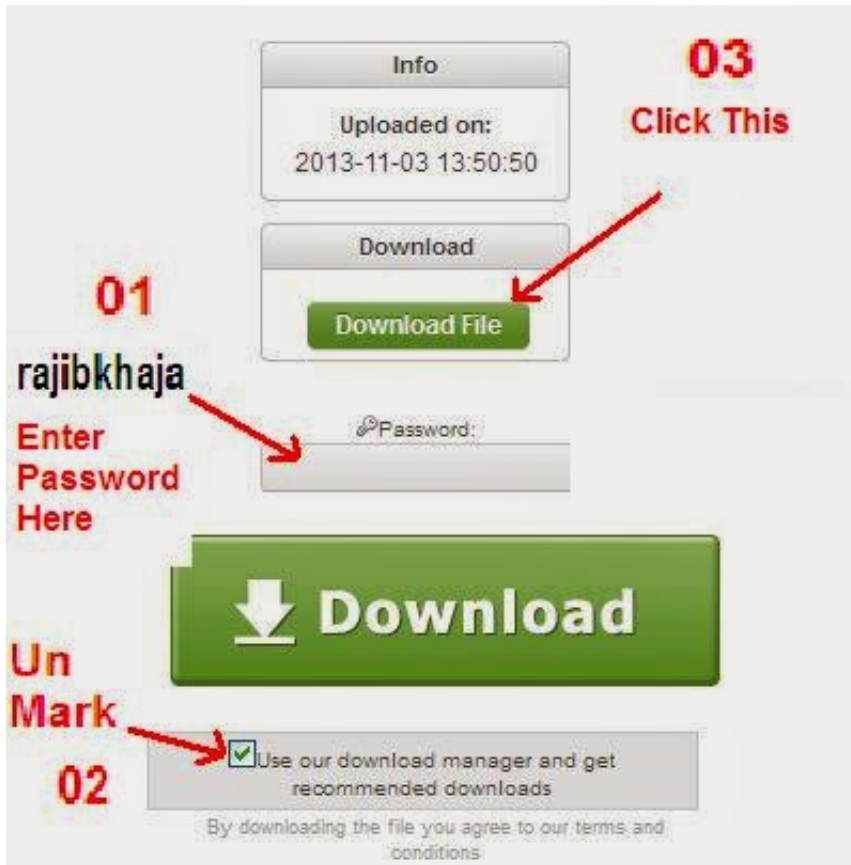 Info
03
Uploaded on:
Click This
2013-11-03 13:50:50
Download
01
Download File
rajibkhaja
Password:
Enter
Password
Here
Download
Un
Mark
Use our download manager and get
recommended downloads
02
By downloading the file you agree to our terms and
conditions